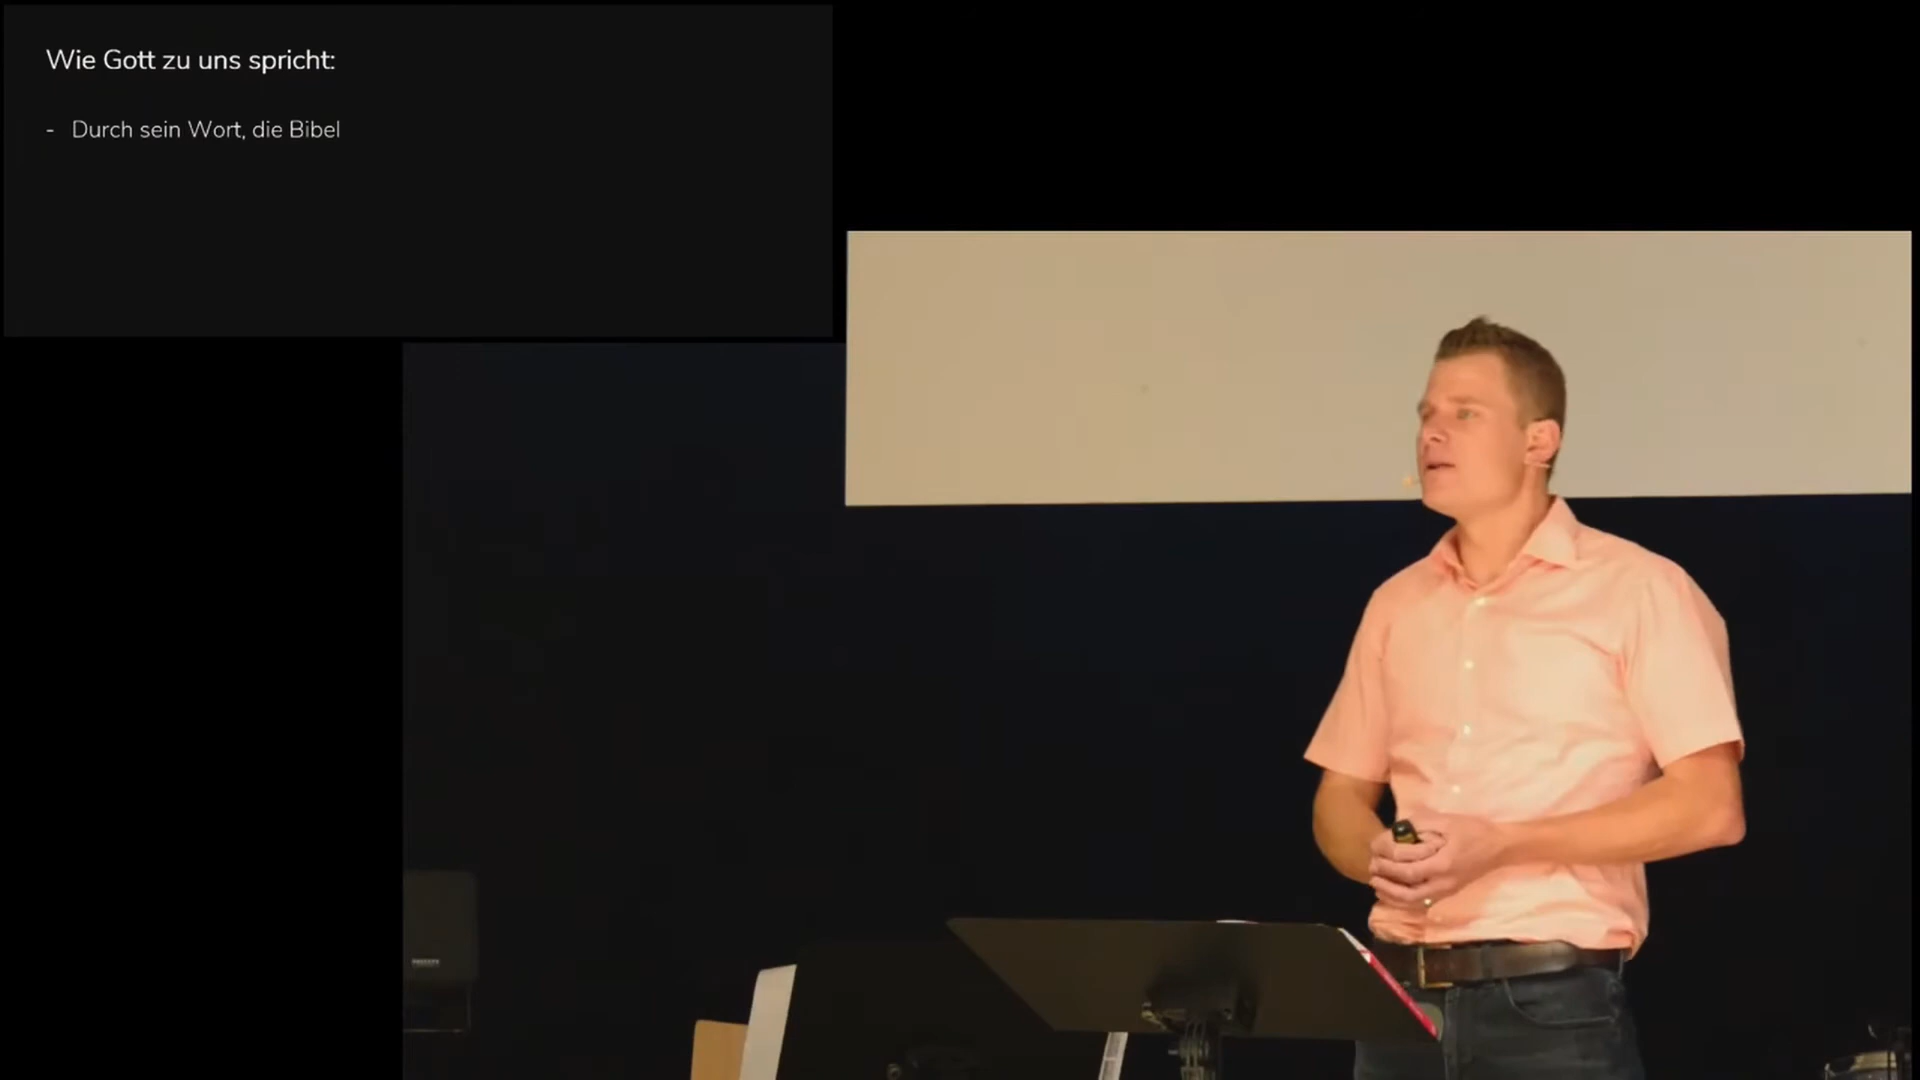 Wie Gott zu uns spricht:
- Durch sein Wort, die Bibel